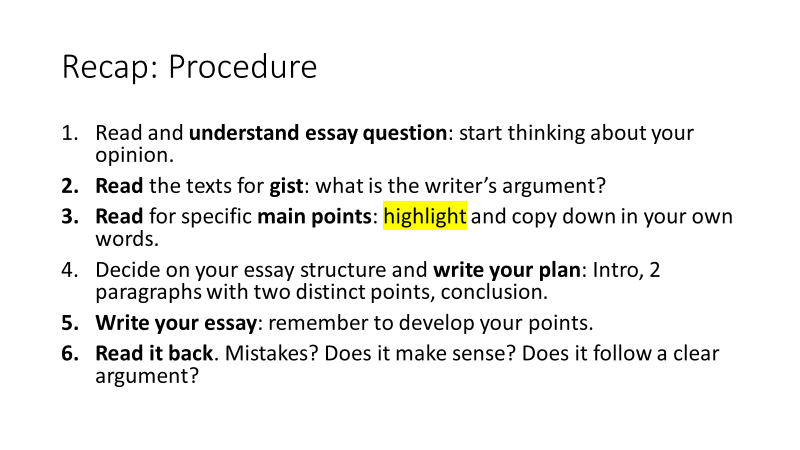 Recap: Procedure
1. Read and understand essay question: start thinking about your
opinion.
2. Read the texts for gist: what is the writer’s argument?
3. Read for specific main points: highlight and copy down in your own
words.
4. Decide on your essay structure and write your plan: Intro, 2
paragraphs with two distinct points, conclusion.
5. Write your essay: remember to develop your points.
6. Read it back. Mistakes? Does it make sense? Does it follow a clear
argument?